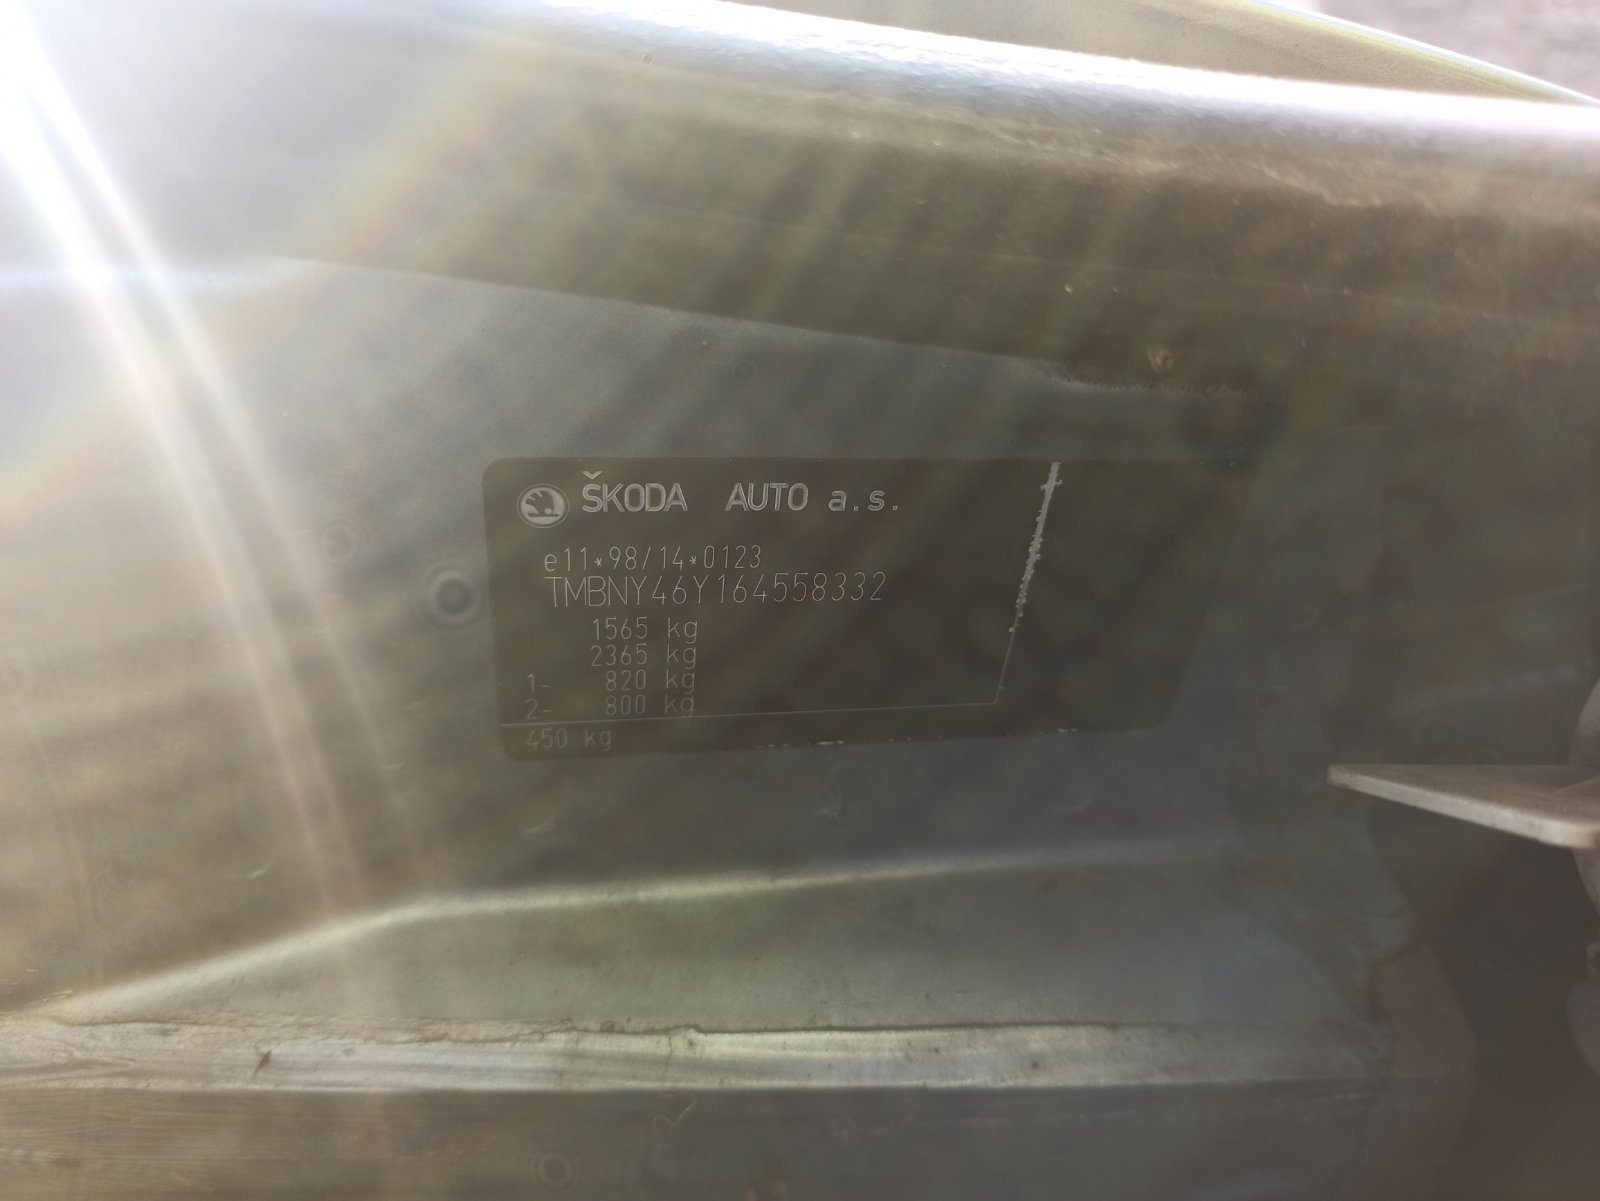 ŠKODA AUTO a.s.
e11*98/14*0123
TMBNY46Y164558332
1565 kg
2365 kg
1- 820 kg
2- 800 kg
450 kg